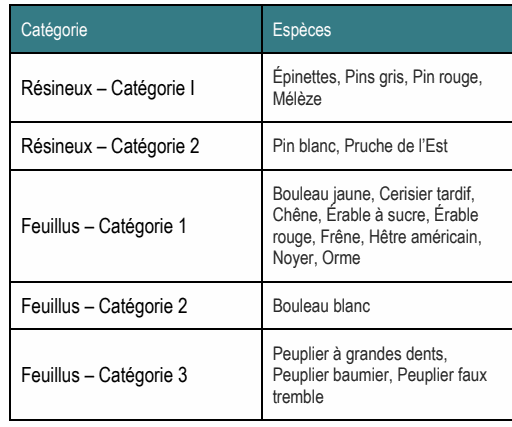 Catégorie
Espèces
Résineux – Catégorie I
Épinettes, Pins gris, Pin rouge,
Mélèze
Résineux – Catégorie 2
Pin blanc, Pruche de l'Est
Feuillus – Catégorie 1
Bouleau jaune, Cerisier tardif,
Chêne, Érable à sucre, Érable
rouge, Frêne, Hêtre américain,
Noyer, Orme
Feuillus – Catégorie 2
Bouleau blanc
Feuillus – Catégorie 3
Peuplier à grandes dents,
Peuplier baumier, Peuplier faux
tremble